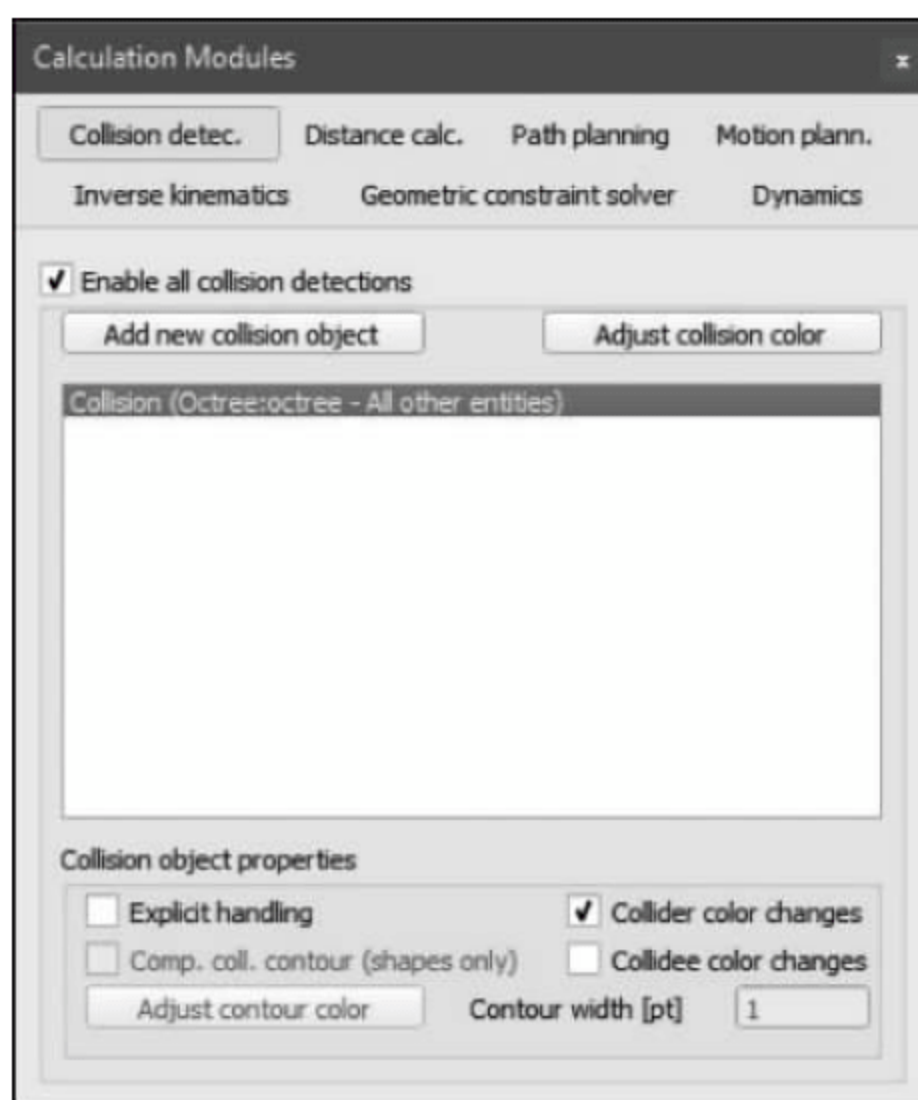 Calculation Modules
Collision detec. Distance calc. Path planning Motion plann.
Inverse kinematics Geometric constraint solver Dynamics
Enable all collision detections
Add new collision object Adjust collision color
Collision (Octree:octree - All other entities)
Collision object properties
Explicit handling Collider color changes
Comp. coll. contour (shapes only) Collidee color changes
Adjust contour color Contour width [pt] 1